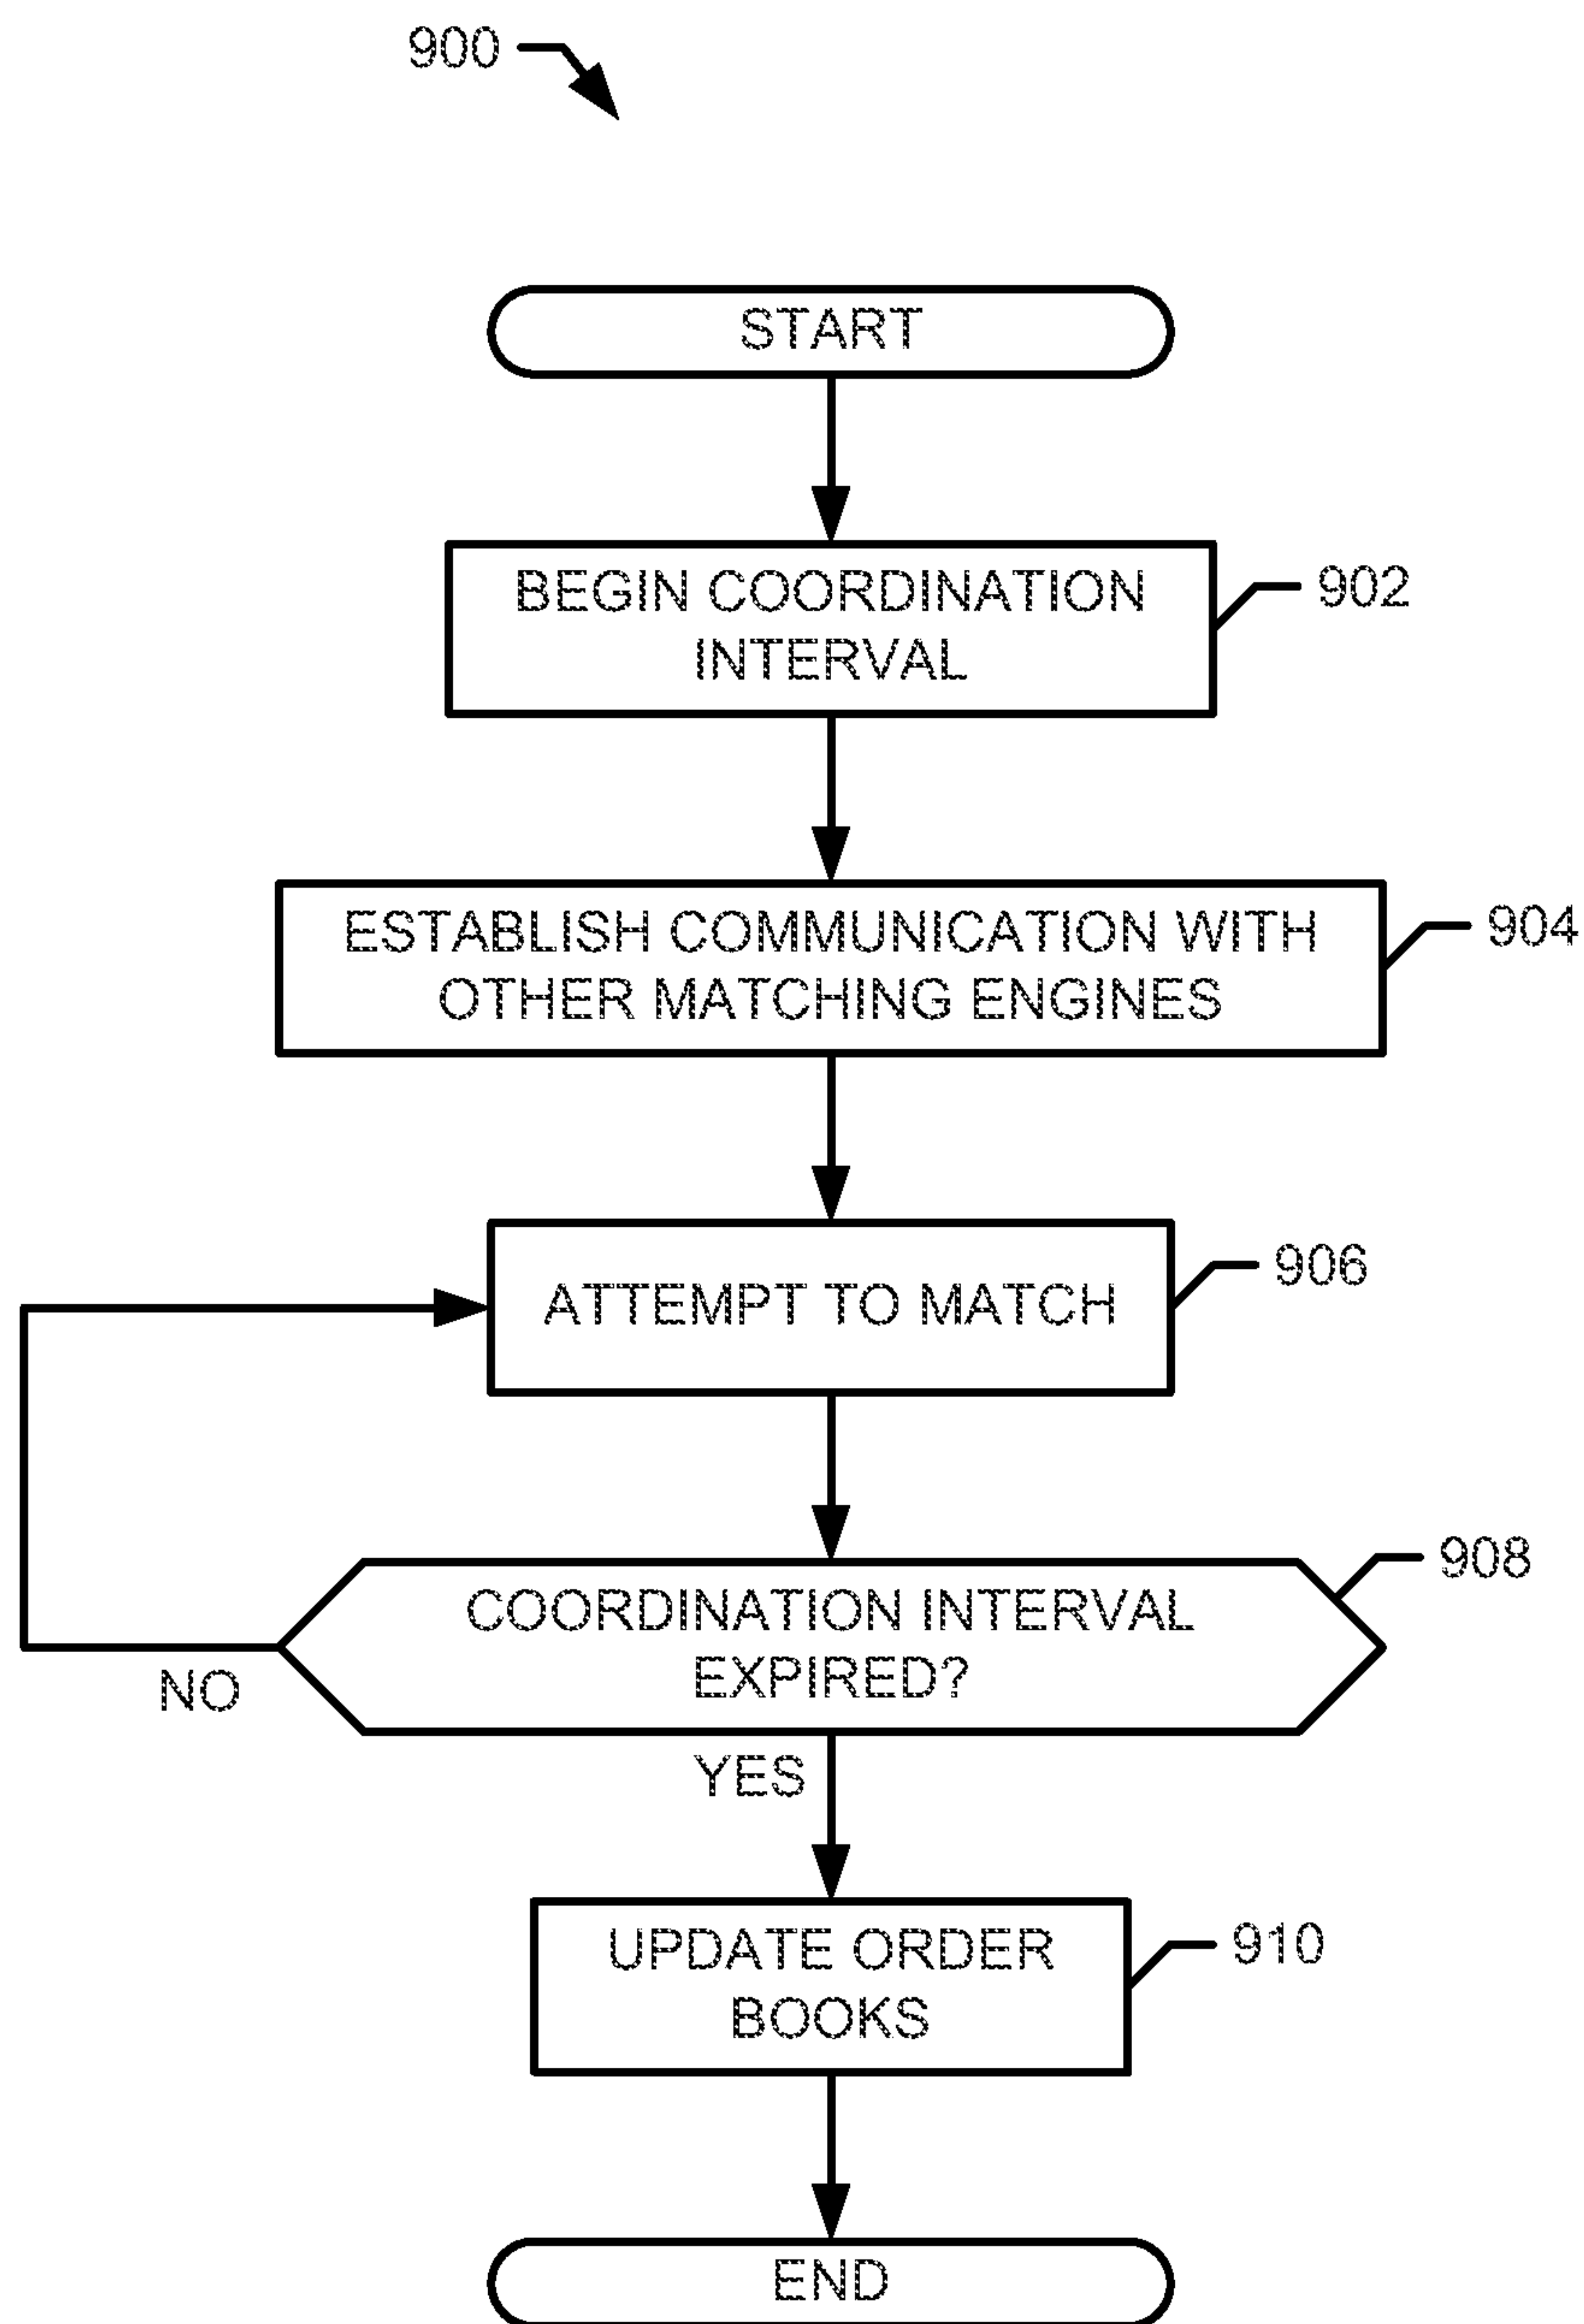 900
START
BEGIN COORDINATION
INTERVAL
902
ESTABLISH COMMUNICATION WITH
OTHER MATCHING ENGINES
904
ATTEMPT TO MATCH
906
COORDINATION INTERVAL
EXPIRED?
908
NO
YES
UPDATE ORDER
BOOKS
910
END